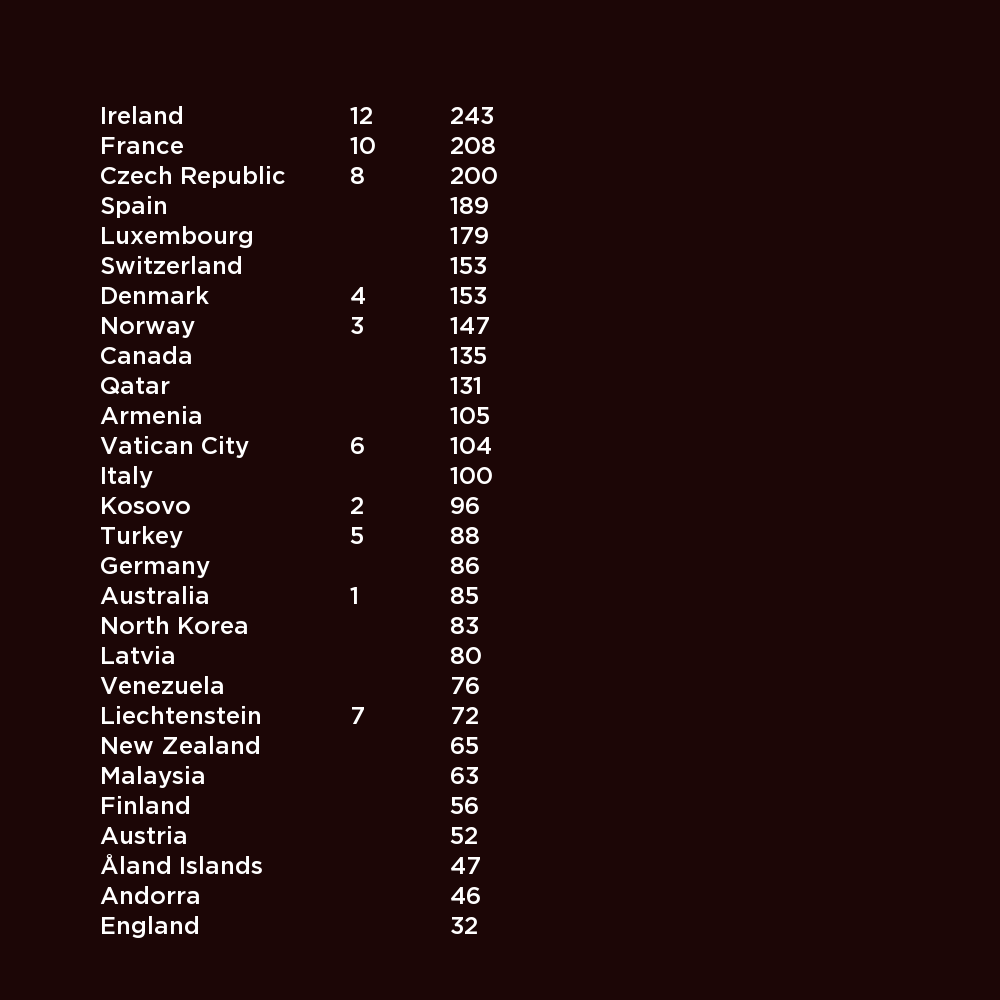 Ireland 12 243
France 10 208
Czech Republic 8 200
Spain 189
Luxembourg 179
Switzerland 153
Denmark 4 153
Norway 3 147
Canada 135
Qatar 131
Armenia 105
Vatican City 6 104
Italy 100
Kosovo 2 96
Turkey 5 88
Germany 86
Australia 1 85
North Korea 83
Latvia 80
Venezuela 76
Liechtenstein 7 72
New Zealand 65
Malaysia 63
Finland 56
Austria 52
Åland Islands 47
Andorra 46
England 32